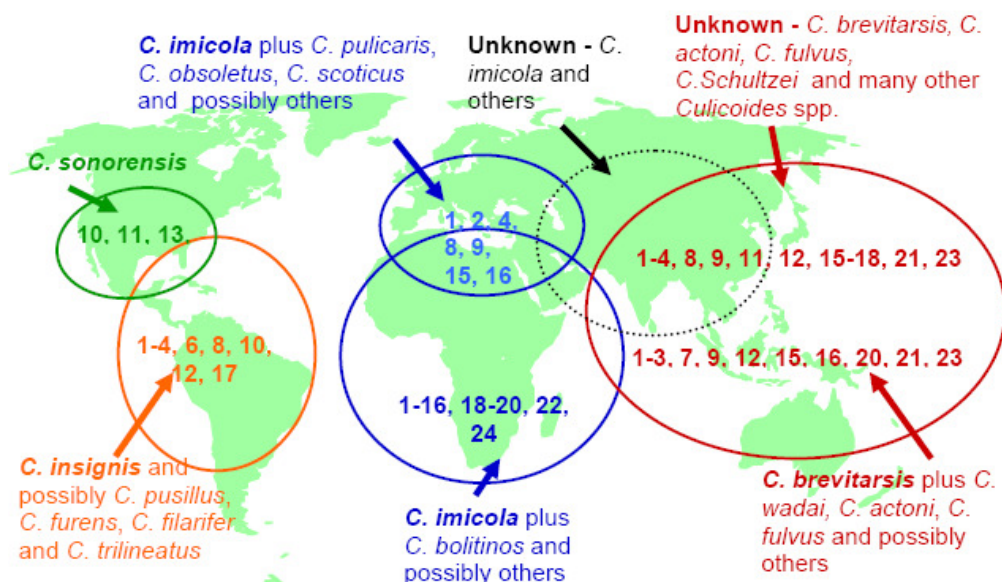 C. imicola plus C. pulicaris,
C. obsoletus, C. scoticus
and possibly others
Unknown - C.
imicola and
others
Unknown - C. brevitarsis, C.
actoni, C. fulvus,
C.Schultzei and many other
Culicoides spp.
C. sonorensis
10, 11, 13,
1, 2, 4,
8, 9,
15, 16
1-4, 8, 9, 11, 12, 15-18, 21, 23
1-4, 6, 8, 10,
12, 17
1-3, 7, 9, 12, 15, 16, 20, 21, 23
1-16, 18-20, 22,
24
C. insignis and
possibly C. pusillus,
C. furens, C. filarifer
and C. trilineatus
C. imicola plus
C. bolitinos and
possibly others
C. brevitarsis plus C.
wadai, C. actoni, C.
fulvus and possibly
others